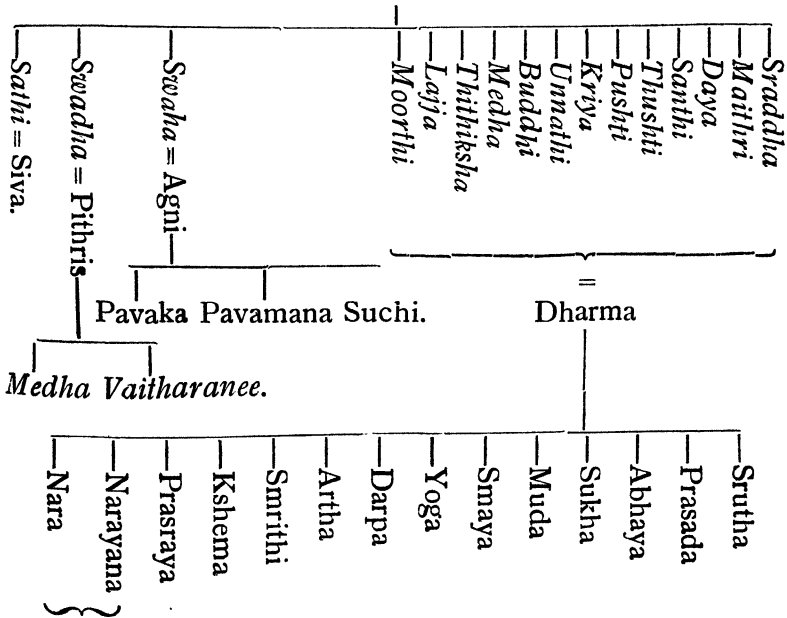 Sathi = Siva.
Swadha = Pithris
Swaha = Agni
Moorthi
Lajja
Thithiksha
Medha
Buddhi
Unnathi
Kriya
Pushti
Thushti
Santhi
Daya
Maithri
Sraddha
=
Pavaka Pavamana Suchi.
Dharma
Medha Vaitharanee.
Nara
Narayana
Prasraya
Kshema
Smrithi
Artha
Darpa
Yoga
Smaya
Muda
Sukha
Abhaya
Prasada
Srutha